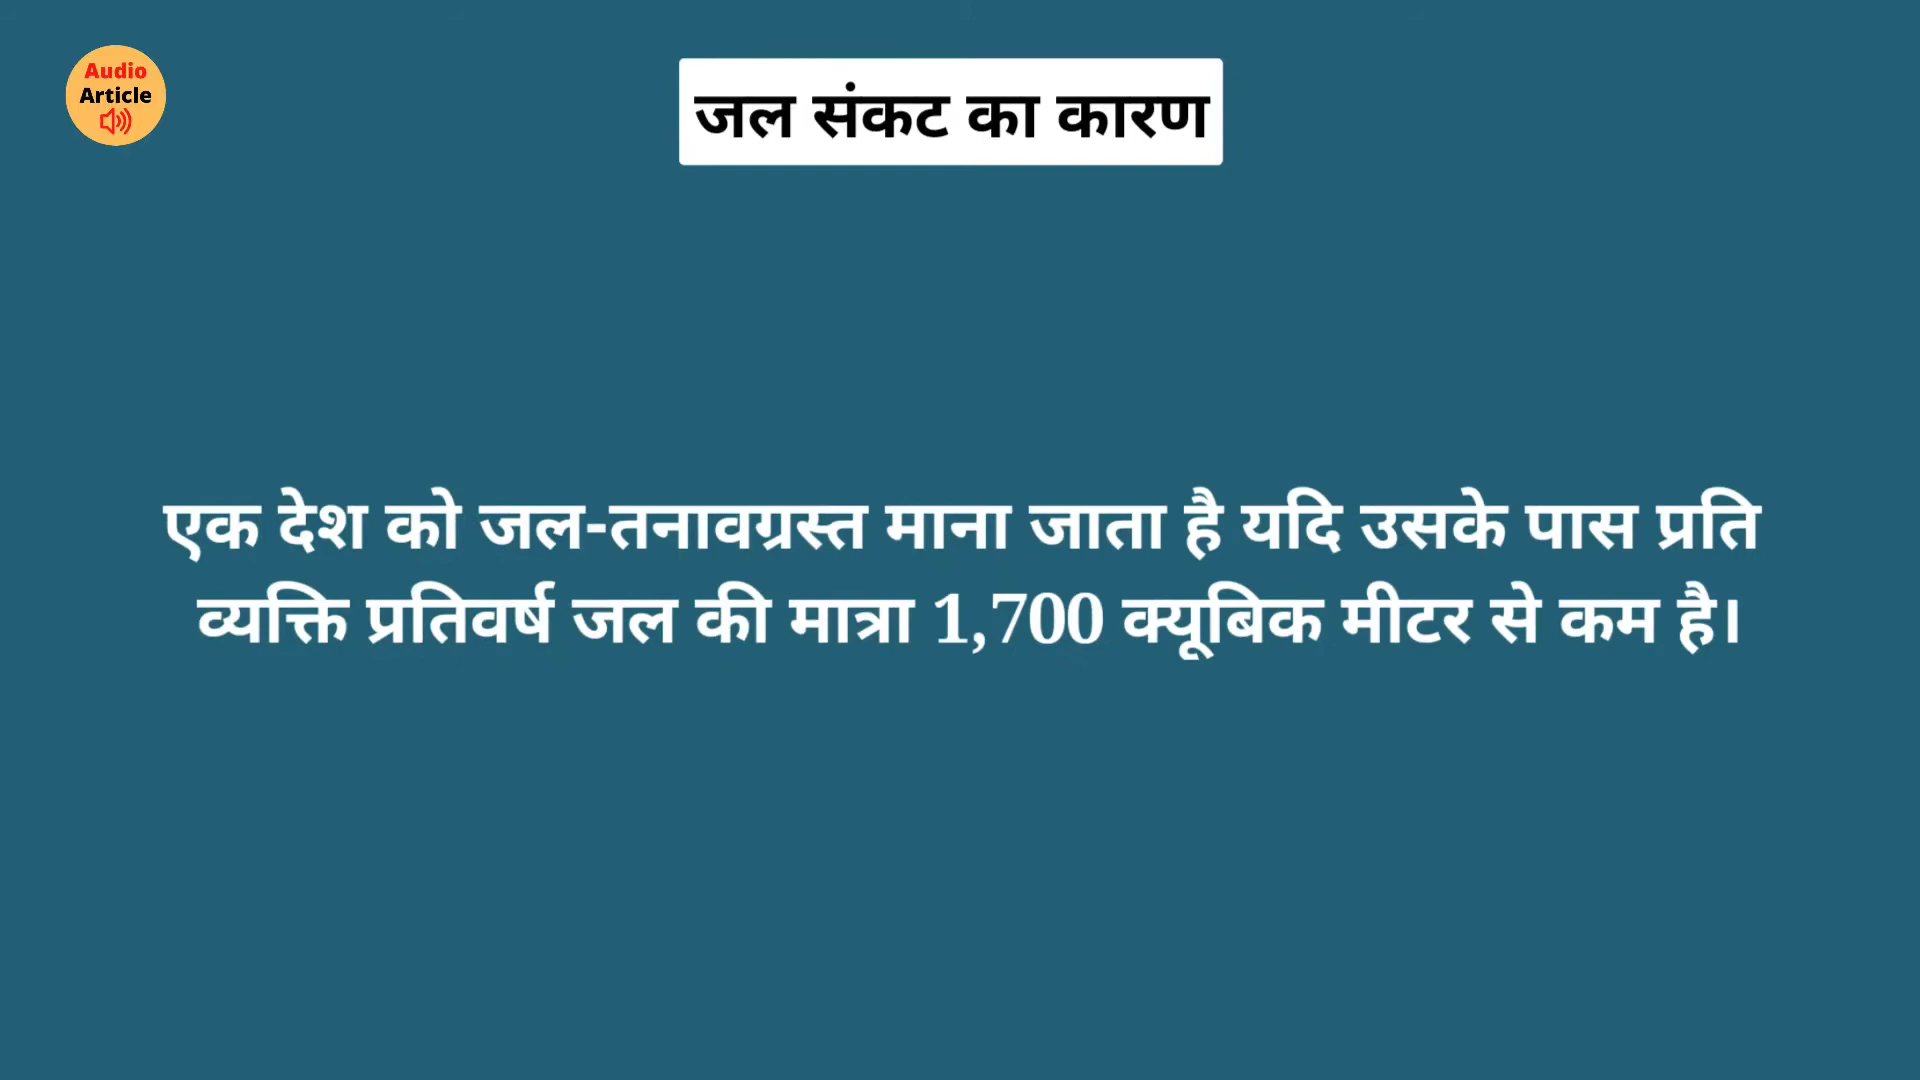 Audio
Article
जल संकट का कारण
एक देश को जल-तनावग्रस्त माना जाता है यदि उसके पास प्रति
व्यक्ति प्रतिवर्ष जल की मात्रा 1,700 क्यूबिक मीटर से कम है।